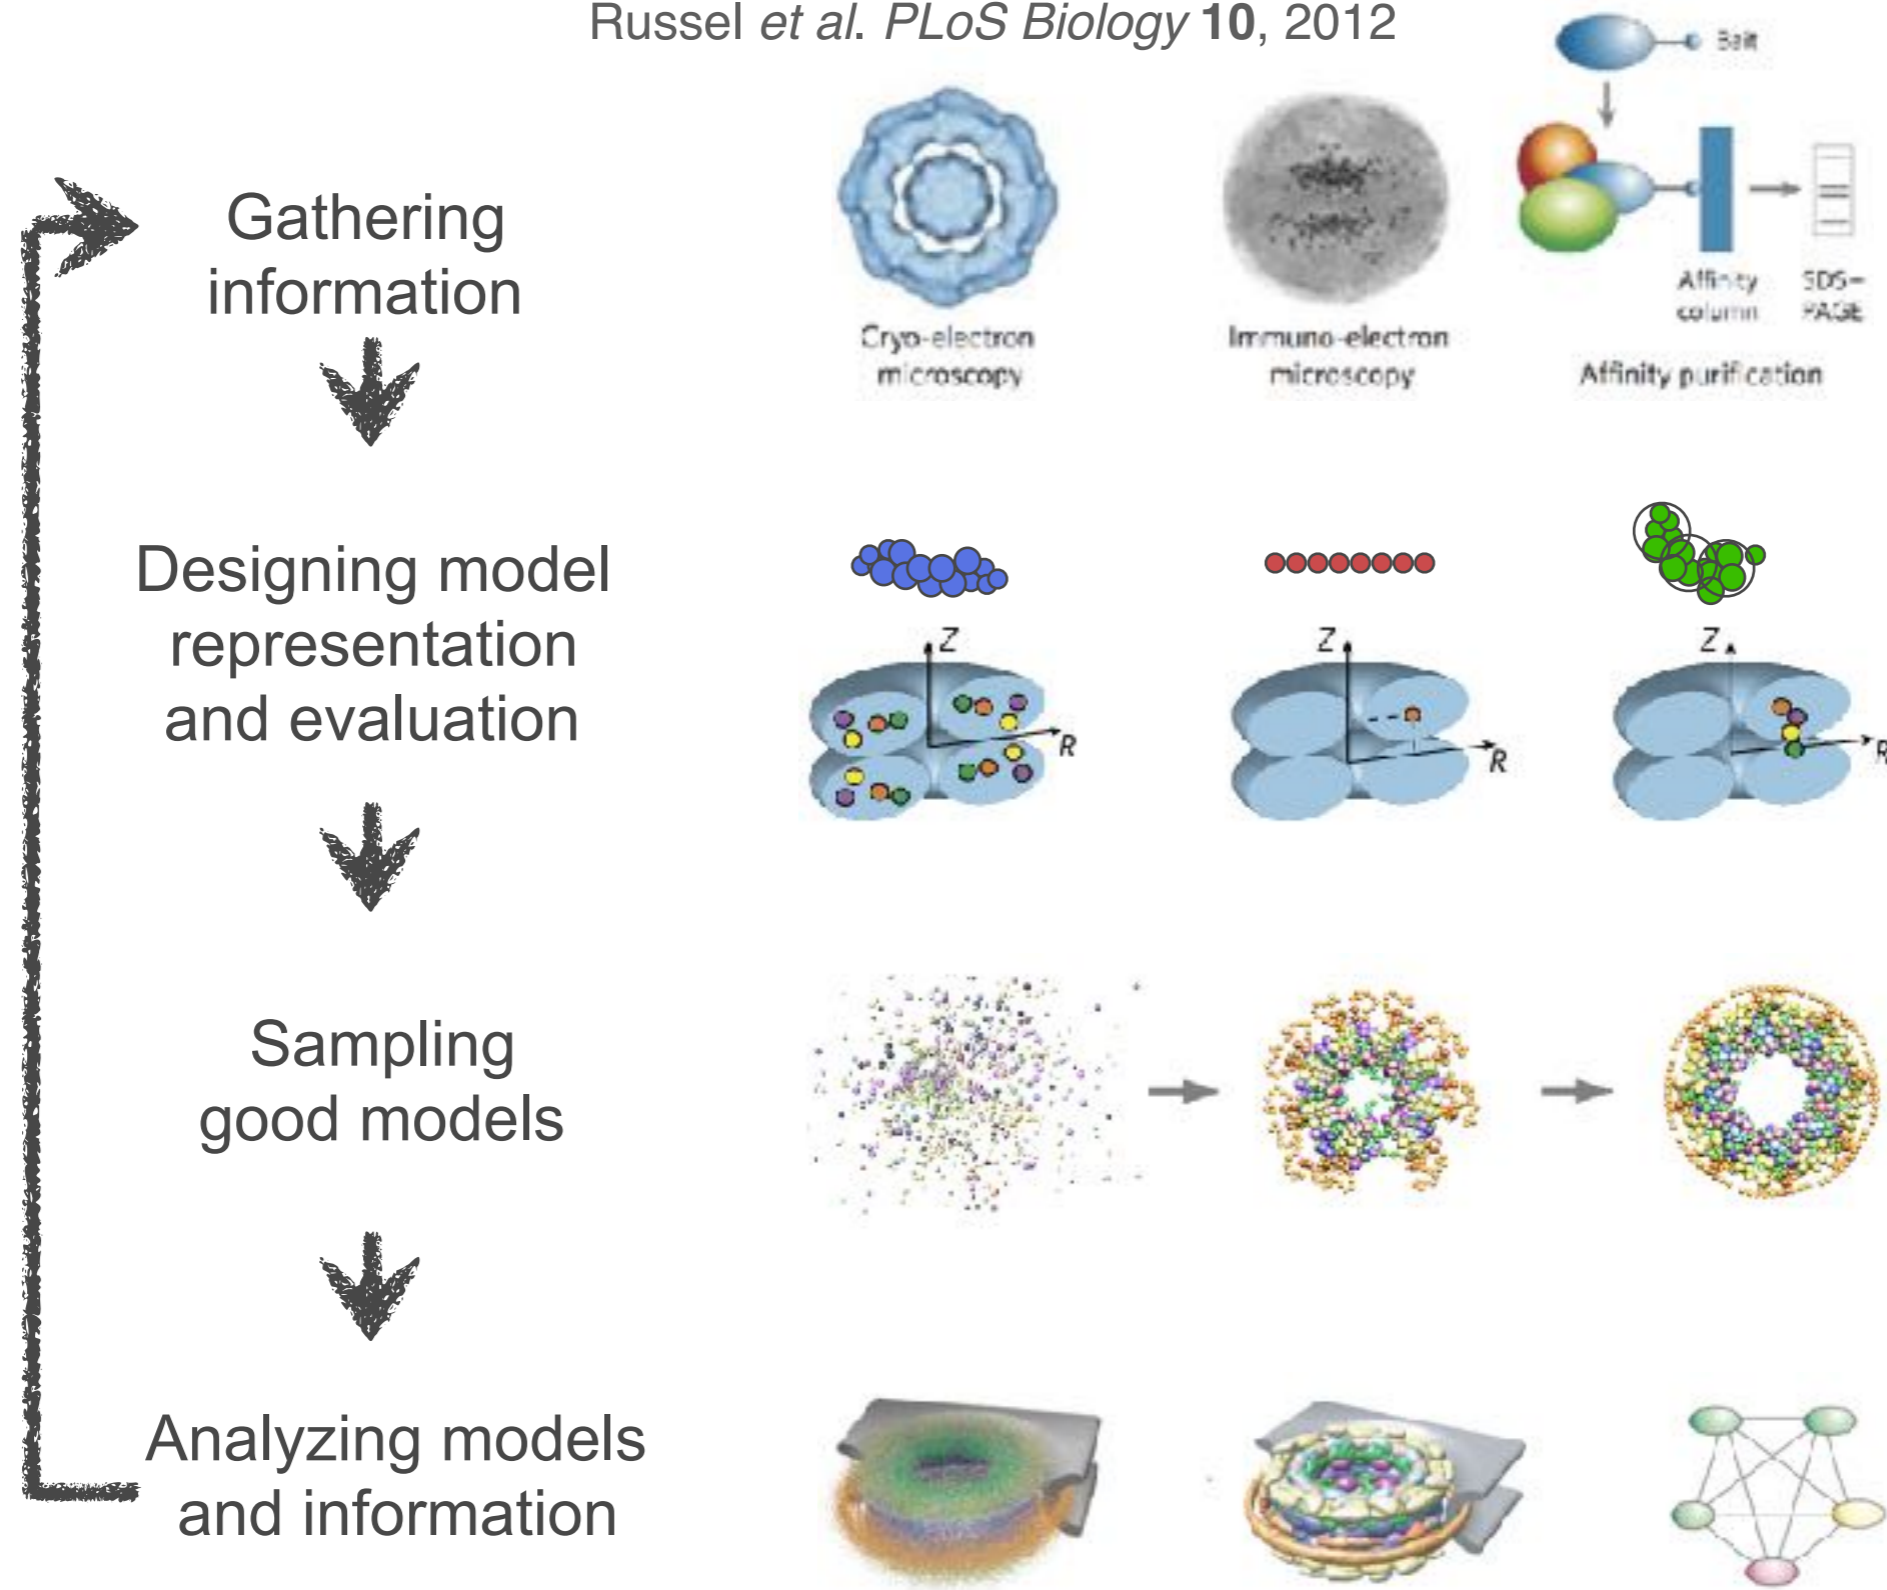 Russel et al. PLoS Biology 10, 2012
Bait
Gathering
information
Affinity
column
SDS-
PAGE
Cryo-electron
microscopy
Immuno-electron
microscopy
Affinity purification
Designing model
representation
and evaluation
Z
R
Z
R
Z
R
Sampling
good models
Analyzing models
and information